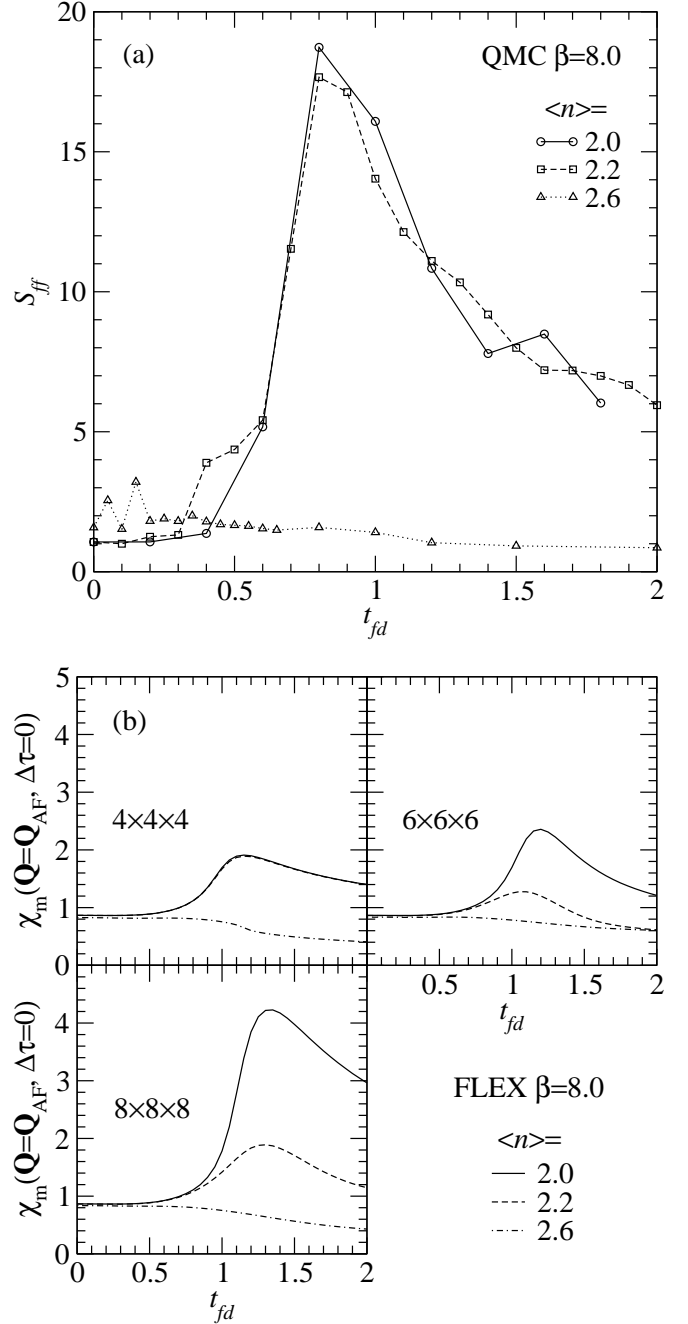 20
(a)
QMC β=8.0
<n>=
2.0
2.2
2.6
15
S_ff
10
5
0
0 0.5 1 1.5 2
t_fd
5
(b)
4
3
4×4×4
6×6×6
2
1
0
χ_m(Q=Q_AF, Δτ=0)
0.5 1 1.5 2
t_fd
4
3
8×8×8
2
1
0
χ_m(Q=Q_AF, Δτ=0)
FLEX β=8.0
<n>=
2.0
2.2
2.6
0 0.5 1 1.5 2
t_fd